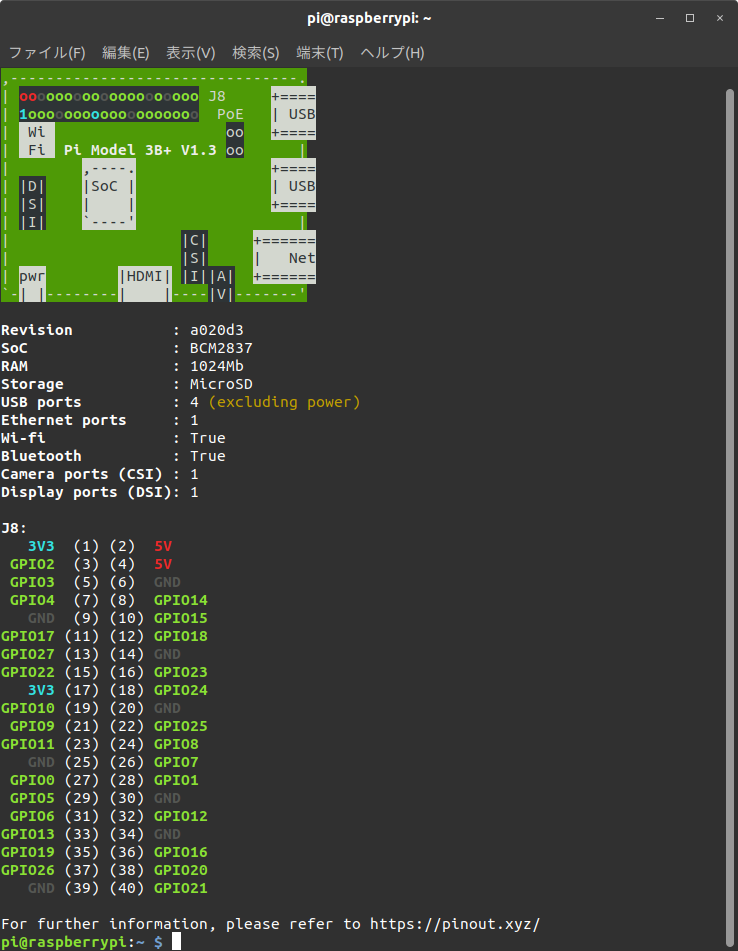 pi@raspberrypi: ~
ファイル(F) 編集(E) 表示(V) 検索(S) 端末(T) ヘルプ(H)
,--------------------------------.
| oooooooooooooooooooo J8     +====
| 1ooooooooooooooooooo  PoE   | USB
|  Wi                    oo   +====
|  Fi  Pi Model 3B+ V1.3 oo      |
|        ,----.               +====
| |D|    |SoC |               | USB
| |S|    |    |               +====
| |I|    `----'                  |
|                   |C|     +======
|                   |S|     |   Net
| pwr        |HDMI| |I||A|  +======
`-| |--------|    |----|V|-------'
Revision           : a020d3
SoC                : BCM2837
RAM                : 1024Mb
Storage            : MicroSD
USB ports          : 4 (excluding power)
Ethernet ports     : 1
Wi-fi              : True
Bluetooth          : True
Camera ports (CSI) : 1
Display ports (DSI): 1
J8:
   3V3  (1) (2)  5V
 GPIO2  (3) (4)  5V
 GPIO3  (5) (6)  GND
 GPIO4  (7) (8)  GPIO14
   GND  (9) (10) GPIO15
GPIO17 (11) (12) GPIO18
GPIO27 (13) (14) GND
GPIO22 (15) (16) GPIO23
   3V3 (17) (18) GPIO24
GPIO10 (19) (20) GND
 GPIO9 (21) (22) GPIO25
GPIO11 (23) (24) GPIO8
   GND (25) (26) GPIO7
 GPIO0 (27) (28) GPIO1
 GPIO5 (29) (30) GND
 GPIO6 (31) (32) GPIO12
GPIO13 (33) (34) GND
GPIO19 (35) (36) GPIO16
GPIO26 (37) (38) GPIO20
   GND (39) (40) GPIO21
For further information, please refer to https://pinout.xyz/
pi@raspberrypi:~ $